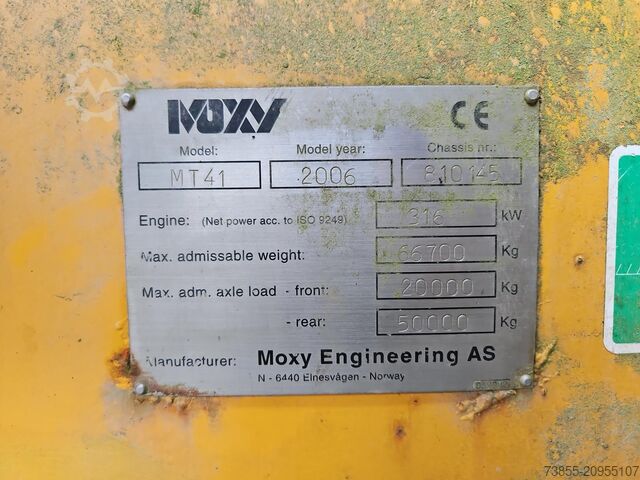 MOXY CE
Model: Model year: Chassis nr.:
MT41 2006 810145
Engine: (Net power acc. to ISO 9249) 316 kW
Max. admissable weight: 66700 Kg
Max. adm. axle load - front: 20000 Kg
- rear: 50000 Kg
Manufacturer: Moxy Engineering AS
N - 6440 Elnesvågen - Norway
73855-20955107